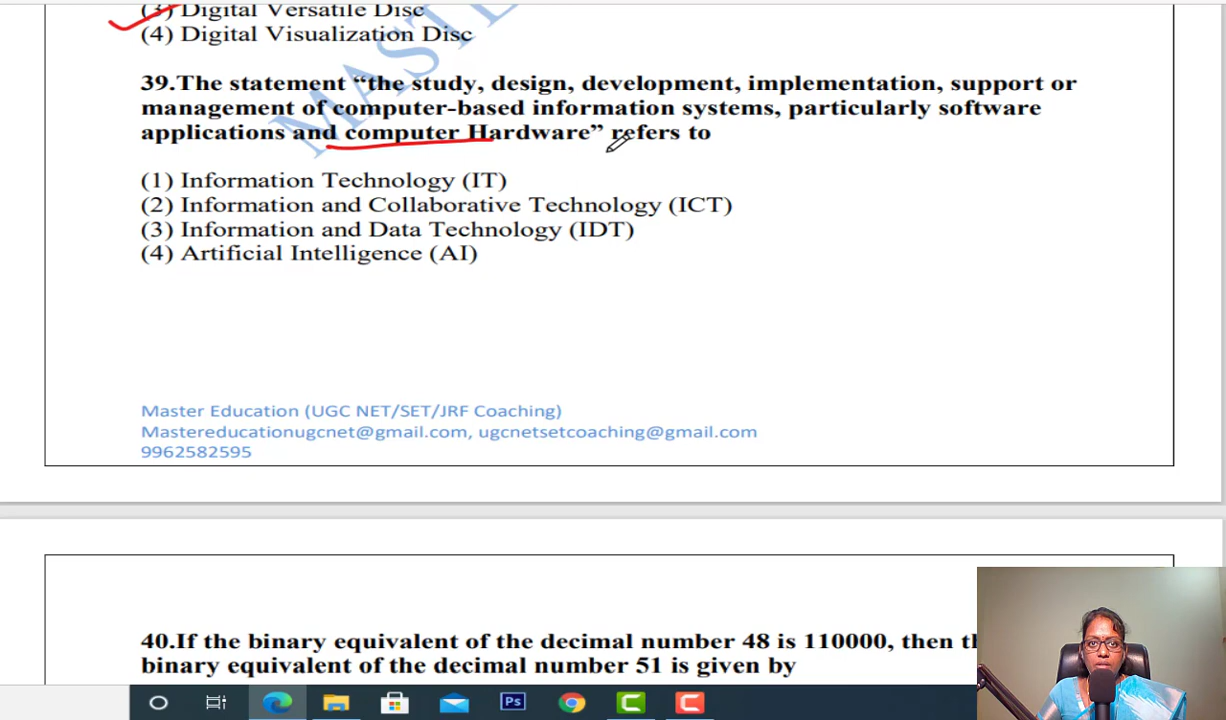 (3) Digital Versatile Disc
(4) Digital Visualization Disc
39.The statement “the study, design, development, implementation, support or
management of computer-based information systems, particularly software
applications and computer Hardware” refers to
(1) Information Technology (IT)
(2) Information and Collaborative Technology (ICT)
(3) Information and Data Technology (IDT)
(4) Artificial Intelligence (AI)
MASTE
Master Education (UGC NET/SET/JRF Coaching)
Mastereducationugcnet@gmail.com, ugcnetsetcoaching@gmail.com
9962582595
40.If the binary equivalent of the decimal number 48 is 110000, then
binary equivalent of the decimal number 51 is given by
Ps